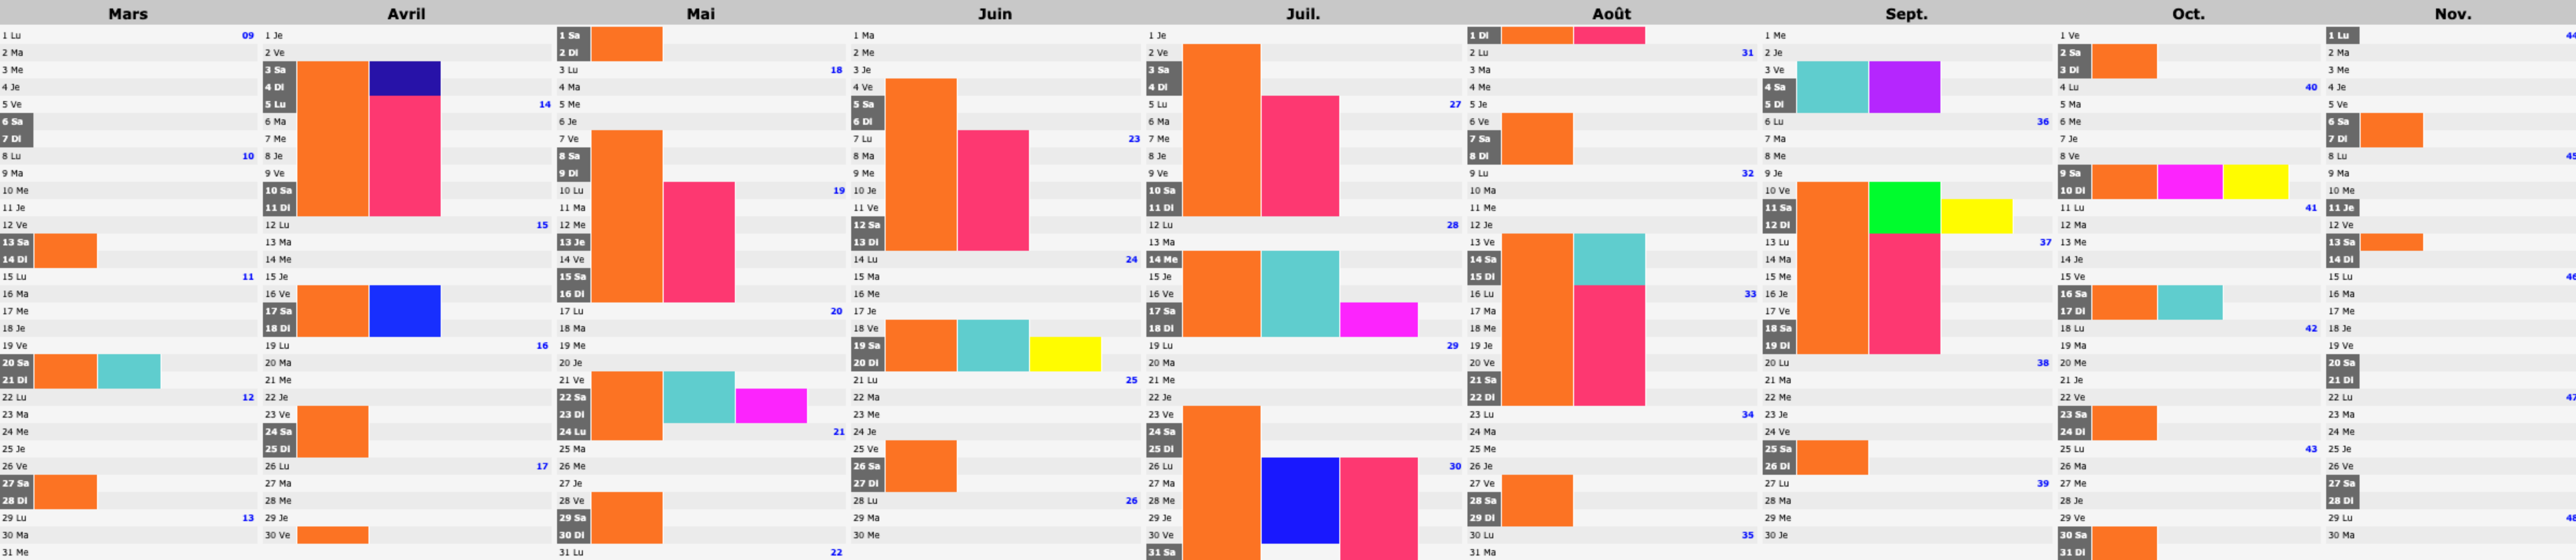 Mars
1 Lu 09
2 Ma
3 Me
4 Je
5 Ve
6 Sa
7 Di
8 Lu 10
9 Ma
10 Me
11 Je
12 Ve
13 Sa
14 Di
15 Lu 11
16 Ma
17 Me
18 Je
19 Ve
20 Sa
21 Di
22 Lu 12
23 Ma
24 Me
25 Je
26 Ve
27 Sa
28 Di
29 Lu 13
30 Ma
31 Me
Avril
1 Je
2 Ve
3 Sa
4 Di
5 Lu 14
6 Ma
7 Me
8 Je
9 Ve
10 Sa
11 Di
12 Lu 15
13 Ma
14 Me
15 Je
16 Ve
17 Sa
18 Di
19 Lu 16
20 Ma
21 Me
22 Je
23 Ve
24 Sa
25 Di
26 Lu 17
27 Ma
28 Me
29 Je
30 Ve
Mai
1 Sa
2 Di
3 Lu 18
4 Ma
5 Me
6 Je
7 Ve
8 Sa
9 Di
10 Lu 19
11 Ma
12 Me
13 Je
14 Ve
15 Sa
16 Di
17 Lu 20
18 Ma
19 Me
20 Je
21 Ve
22 Sa
23 Di
24 Lu 21
25 Ma
26 Me
27 Je
28 Ve
29 Sa
30 Di
31 Lu 22
Juin
1 Ma
2 Me
3 Je
4 Ve
5 Sa
6 Di
7 Lu 23
8 Ma
9 Me
10 Je
11 Ve
12 Sa
13 Di
14 Lu 24
15 Ma
16 Me
17 Je
18 Ve
19 Sa
20 Di
21 Lu 25
22 Ma
23 Me
24 Je
25 Ve
26 Sa
27 Di
28 Lu 26
29 Ma
30 Me
Juil.
1 Je
2 Ve
3 Sa
4 Di
5 Lu 27
6 Ma
7 Me
8 Je
9 Ve
10 Sa
11 Di
12 Lu 28
13 Ma
14 Me
15 Je
16 Ve
17 Sa
18 Di
19 Lu 29
20 Ma
21 Me
22 Je
23 Ve
24 Sa
25 Di
26 Lu 30
27 Ma
28 Me
29 Je
30 Ve
31 Sa
Août
1 Di
2 Lu 31
3 Ma
4 Me
5 Je
6 Ve
7 Sa
8 Di
9 Lu 32
10 Ma
11 Me
12 Je
13 Ve
14 Sa
15 Di
16 Lu 33
17 Ma
18 Me
19 Je
20 Ve
21 Sa
22 Di
23 Lu 34
24 Ma
25 Me
26 Je
27 Ve
28 Sa
29 Di
30 Lu 35
31 Ma
Sept.
1 Me
2 Je
3 Ve
4 Sa
5 Di
6 Lu 36
7 Ma
8 Me
9 Je
10 Ve
11 Sa
12 Di
13 Lu 37
14 Ma
15 Me
16 Je
17 Ve
18 Sa
19 Di
20 Lu 38
21 Ma
22 Me
23 Je
24 Ve
25 Sa
26 Di
27 Lu 39
28 Ma
29 Me
30 Je
Oct.
1 Ve
2 Sa
3 Di
4 Lu 40
5 Ma
6 Me
7 Je
8 Ve
9 Sa
10 Di
11 Lu 41
12 Ma
13 Me
14 Je
15 Ve
16 Sa
17 Di
18 Lu 42
19 Ma
20 Me
21 Je
22 Ve
23 Sa
24 Di
25 Lu 43
26 Ma
27 Me
28 Je
29 Ve
30 Sa
31 Di
Nov.
1 Lu 44
2 Ma
3 Me
4 Je
5 Ve
6 Sa
7 Di
8 Lu 45
9 Ma
10 Me
11 Je
12 Ve
13 Sa
14 Di
15 Lu 46
16 Ma
17 Me
18 Je
19 Ve
20 Sa
21 Di
22 Lu 47
23 Ma
24 Me
25 Je
26 Ve
27 Sa
28 Di
29 Lu 48
30 Ma